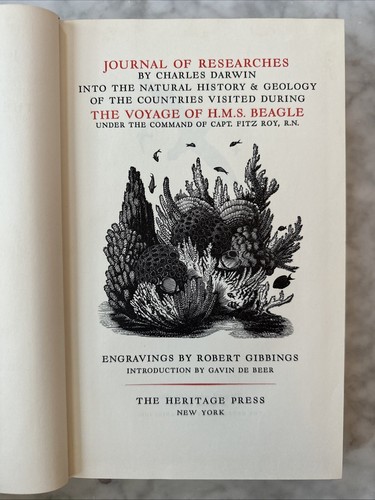 JOURNAL OF RESEARCHES
BY CHARLES DARWIN
INTO THE NATURAL HISTORY & GEOLOGY
OF THE COUNTRIES VISITED DURING
THE VOYAGE OF H.M.S. BEAGLE
UNDER THE COMMAND OF CAPT. FITZ ROY, R.N.
ENGRAVINGS BY ROBERT GIBBINGS
INTRODUCTION BY GAVIN DE BEER
THE HERITAGE PRESS
NEW YORK